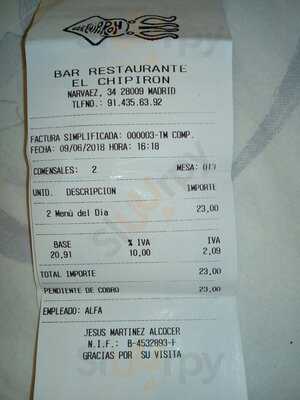 BAR RESTAURANTE
EL CHIPIRON
NARVAEZ, 34 28009 MADRID
TLFNO.: 91.435.63.92
FACTURA SIMPLIFICADA: 000003-TM COMP.
FECHA: 09/06/2018 HORA: 16:18
COMENSALES: 2 MESA:
UNID. DESCRIPCION IMPORTE
2 Menú del Dia 23,00
BASE % IVA IVA
20,91 10,00 2,09
TOTAL IMPORTE 23,00
PENDIENTE DE COBRO 23,00
EMPLEADO: ALFA
JESUS MARTINEZ ALCOCER
N.I.F.: B-4532893-F
GRACIAS POR SU VISITA